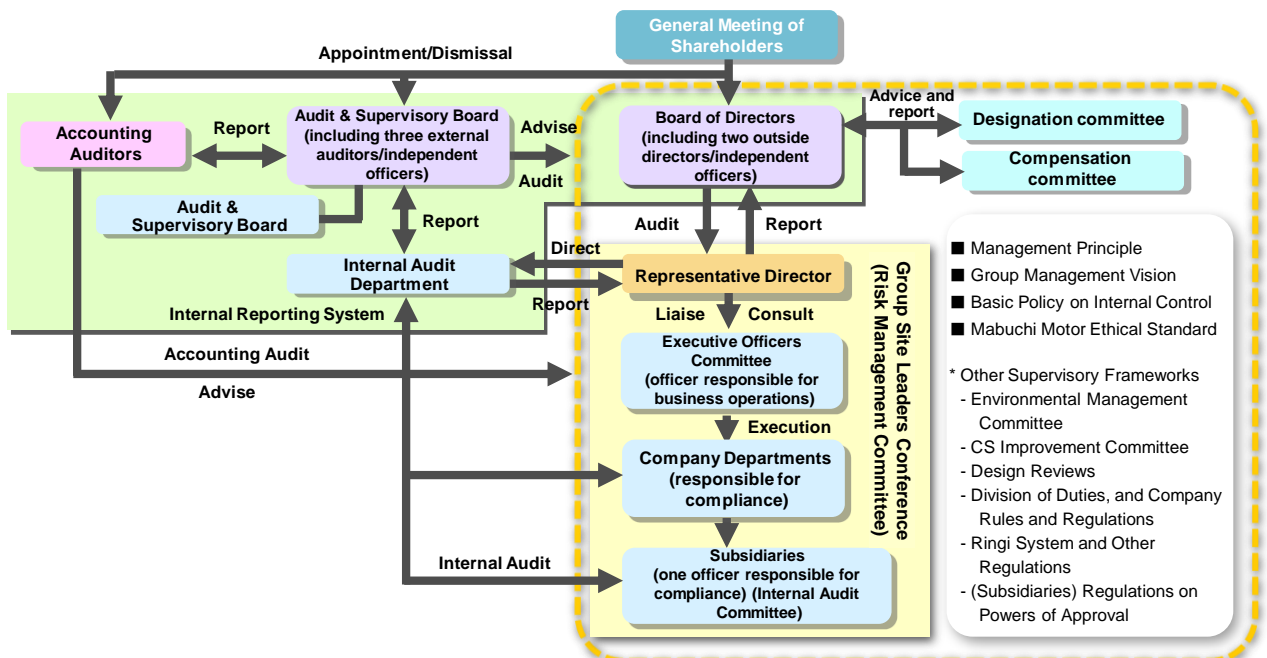 General Meeting of
Shareholders
Appointment/Dismissal
Accounting
Auditors
Report
Audit & Supervisory Board
(including three external
auditors/independent
officers)
Advise
Audit
Board of Directors
(including two outside
directors/independent
officers)
Advice and
report
Designation committee
Compensation
committee
Audit &
Supervisory Board
Report
Audit
Report
Internal Audit
Department
Direct
Report
Representative Director
Internal Reporting System
Liaise
Consult
Accounting Audit
Advise
Executive Officers
Committee
(officer responsible for
business operations)
Execution
Company Departments
(responsible for
compliance)
Internal Audit
Subsidiaries
(one officer responsible for
compliance) (Internal Audit
Committee)
Group Site Leaders Conference
(Risk Management Committee)
■ Management Principle
■ Group Management Vision
■ Basic Policy on Internal Control
■ Mabuchi Motor Ethical Standard
* Other Supervisory Frameworks
- Environmental Management
Committee
- CS Improvement Committee
- Design Reviews
- Division of Duties, and Company
Rules and Regulations
- Ringi System and Other
Regulations
- (Subsidiaries) Regulations on
Powers of Approval